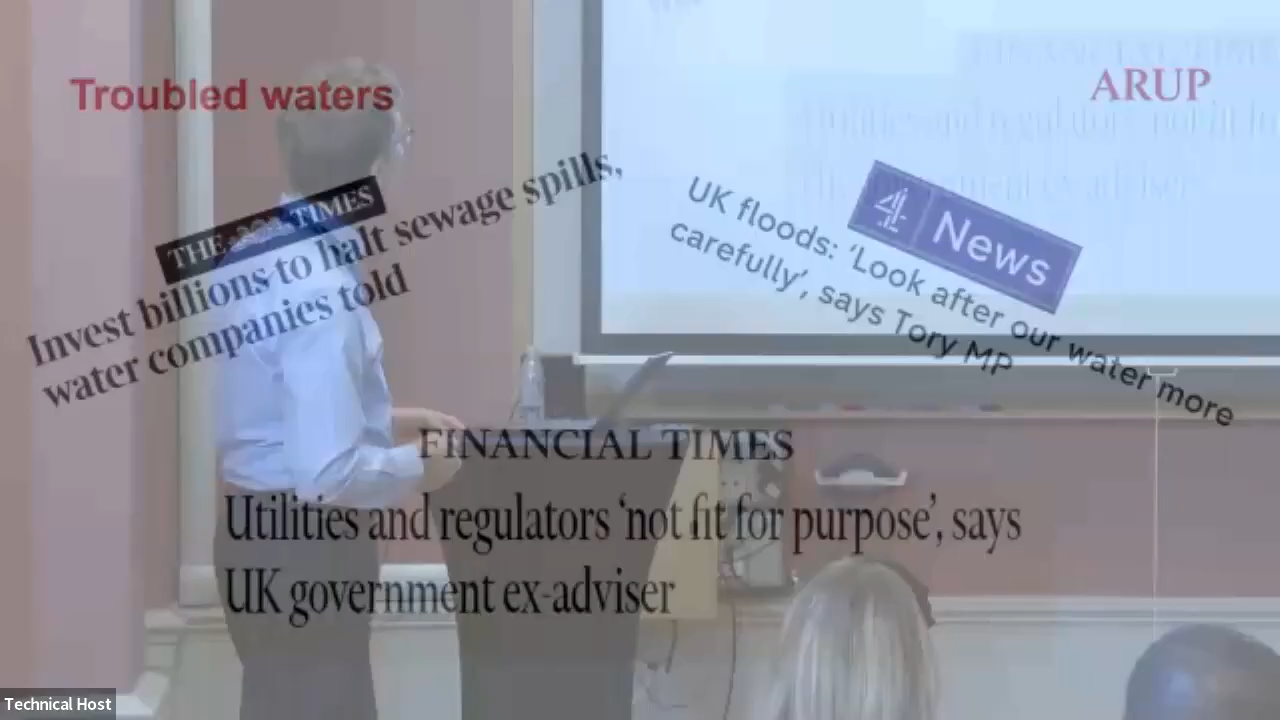 Troubled waters
ARUP
THE TIMES
Invest billions to halt sewage spills,
water companies told
4 News
UK floods: ‘Look after our water more
carefully’, says Tory MP
FINANCIAL TIMES
Utilities and regulators ‘not fit for purpose’, says
UK government ex-adviser
Technical Host